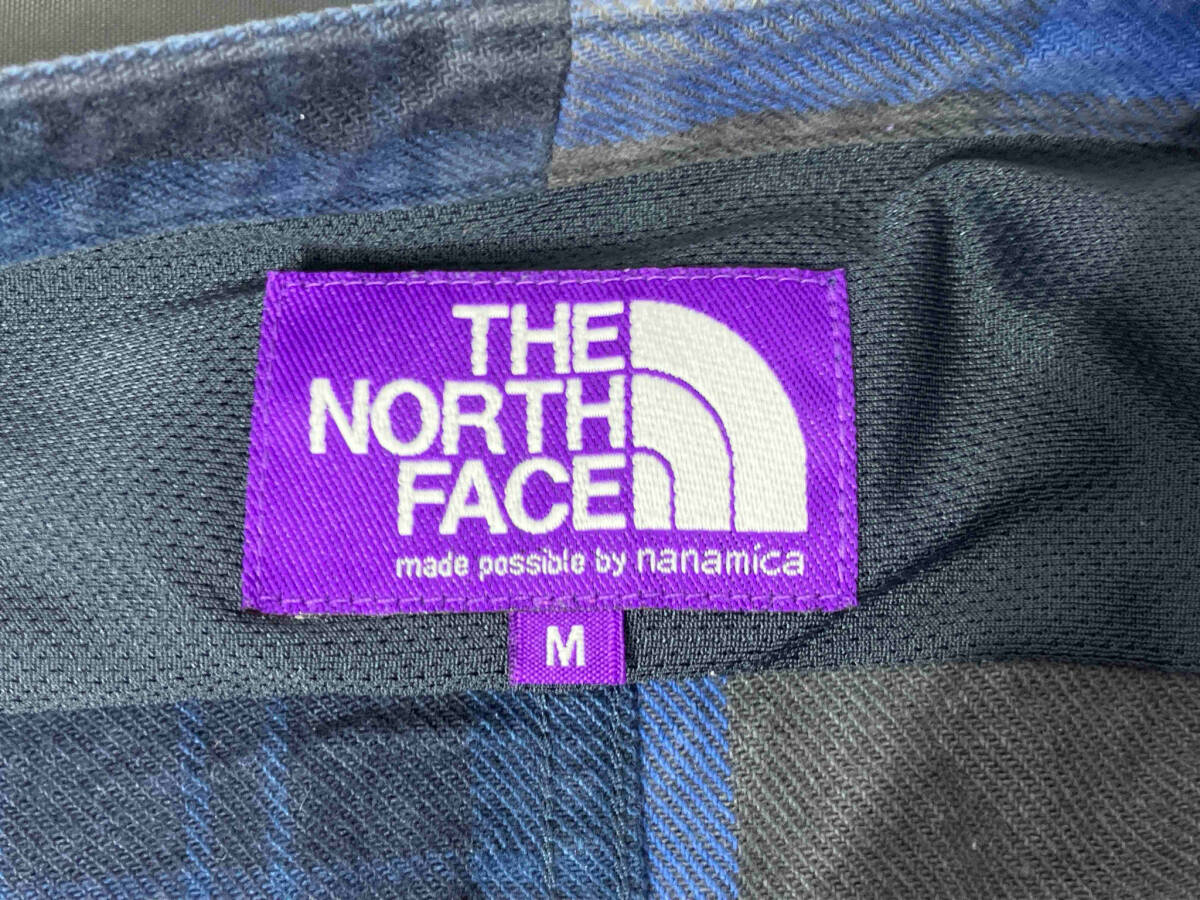 THE
NORTH
FACE
made possible by nanamica
M